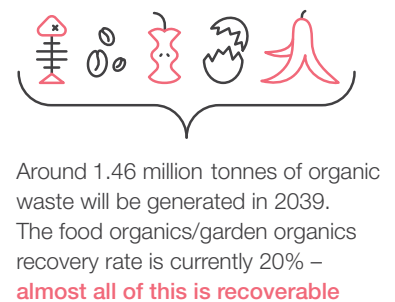 Around 1.46 million tonnes of organic
waste will be generated in 2039.
The food organics/garden organics
recovery rate is currently 20% –
almost all of this is recoverable